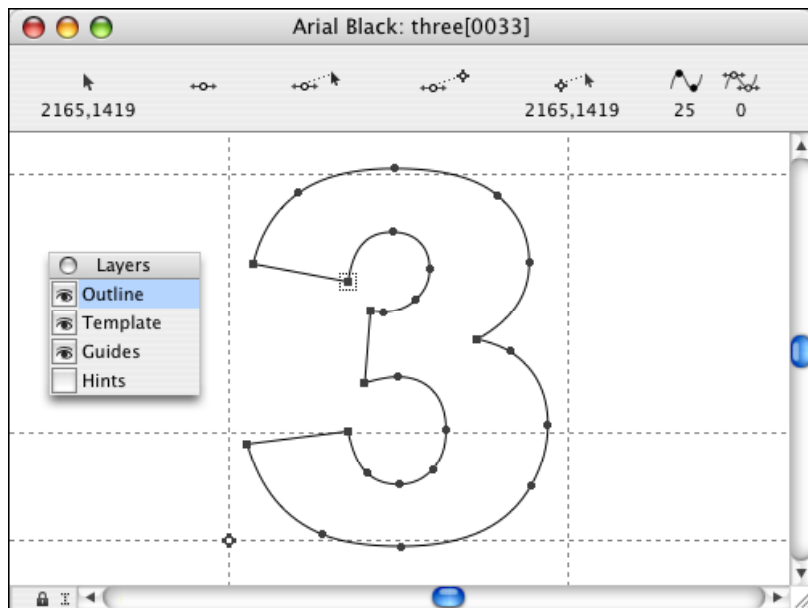 Arial Black: three[0033]
2165,1419 2165,1419 25 0
Layers
Outline
Template
Guides
Hints